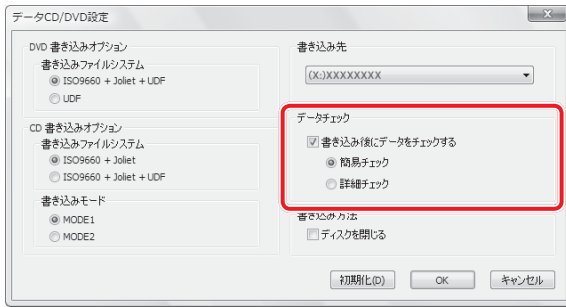 データCD/DVD設定
DVD 書き込みオプション
書き込みファイルシステム
ISO9660 + Joliet + UDF
UDF
CD 書き込みオプション
書き込みファイルシステム
ISO9660 + Joliet
ISO9660 + Joliet + UDF
書き込みモード
MODE1
MODE2
書き込み先
(X:)XXXXXXXX
データチェック
書き込み後にデータをチェックする
簡易チェック
詳細チェック
書き込み方法
ディスクを閉じる
初期化(D)
OK
キャンセル